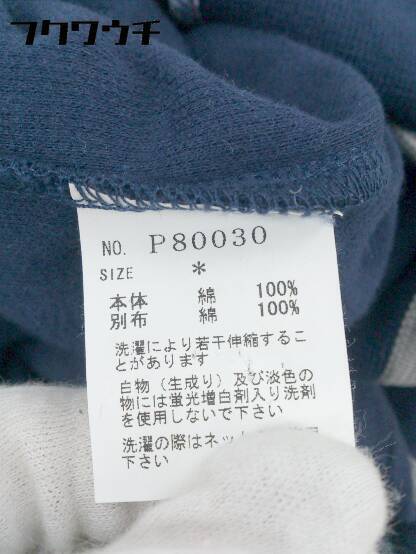 フクワウチ
NO. P80030
SIZE *
本体 綿 100%
別布 綿 100%
洗濯により若干伸縮するこ
とがあります
白物（生成り）及び淡色の
物には蛍光増白剤入り洗剤
を使用しないで下さい
洗濯の際はネッ
下さい